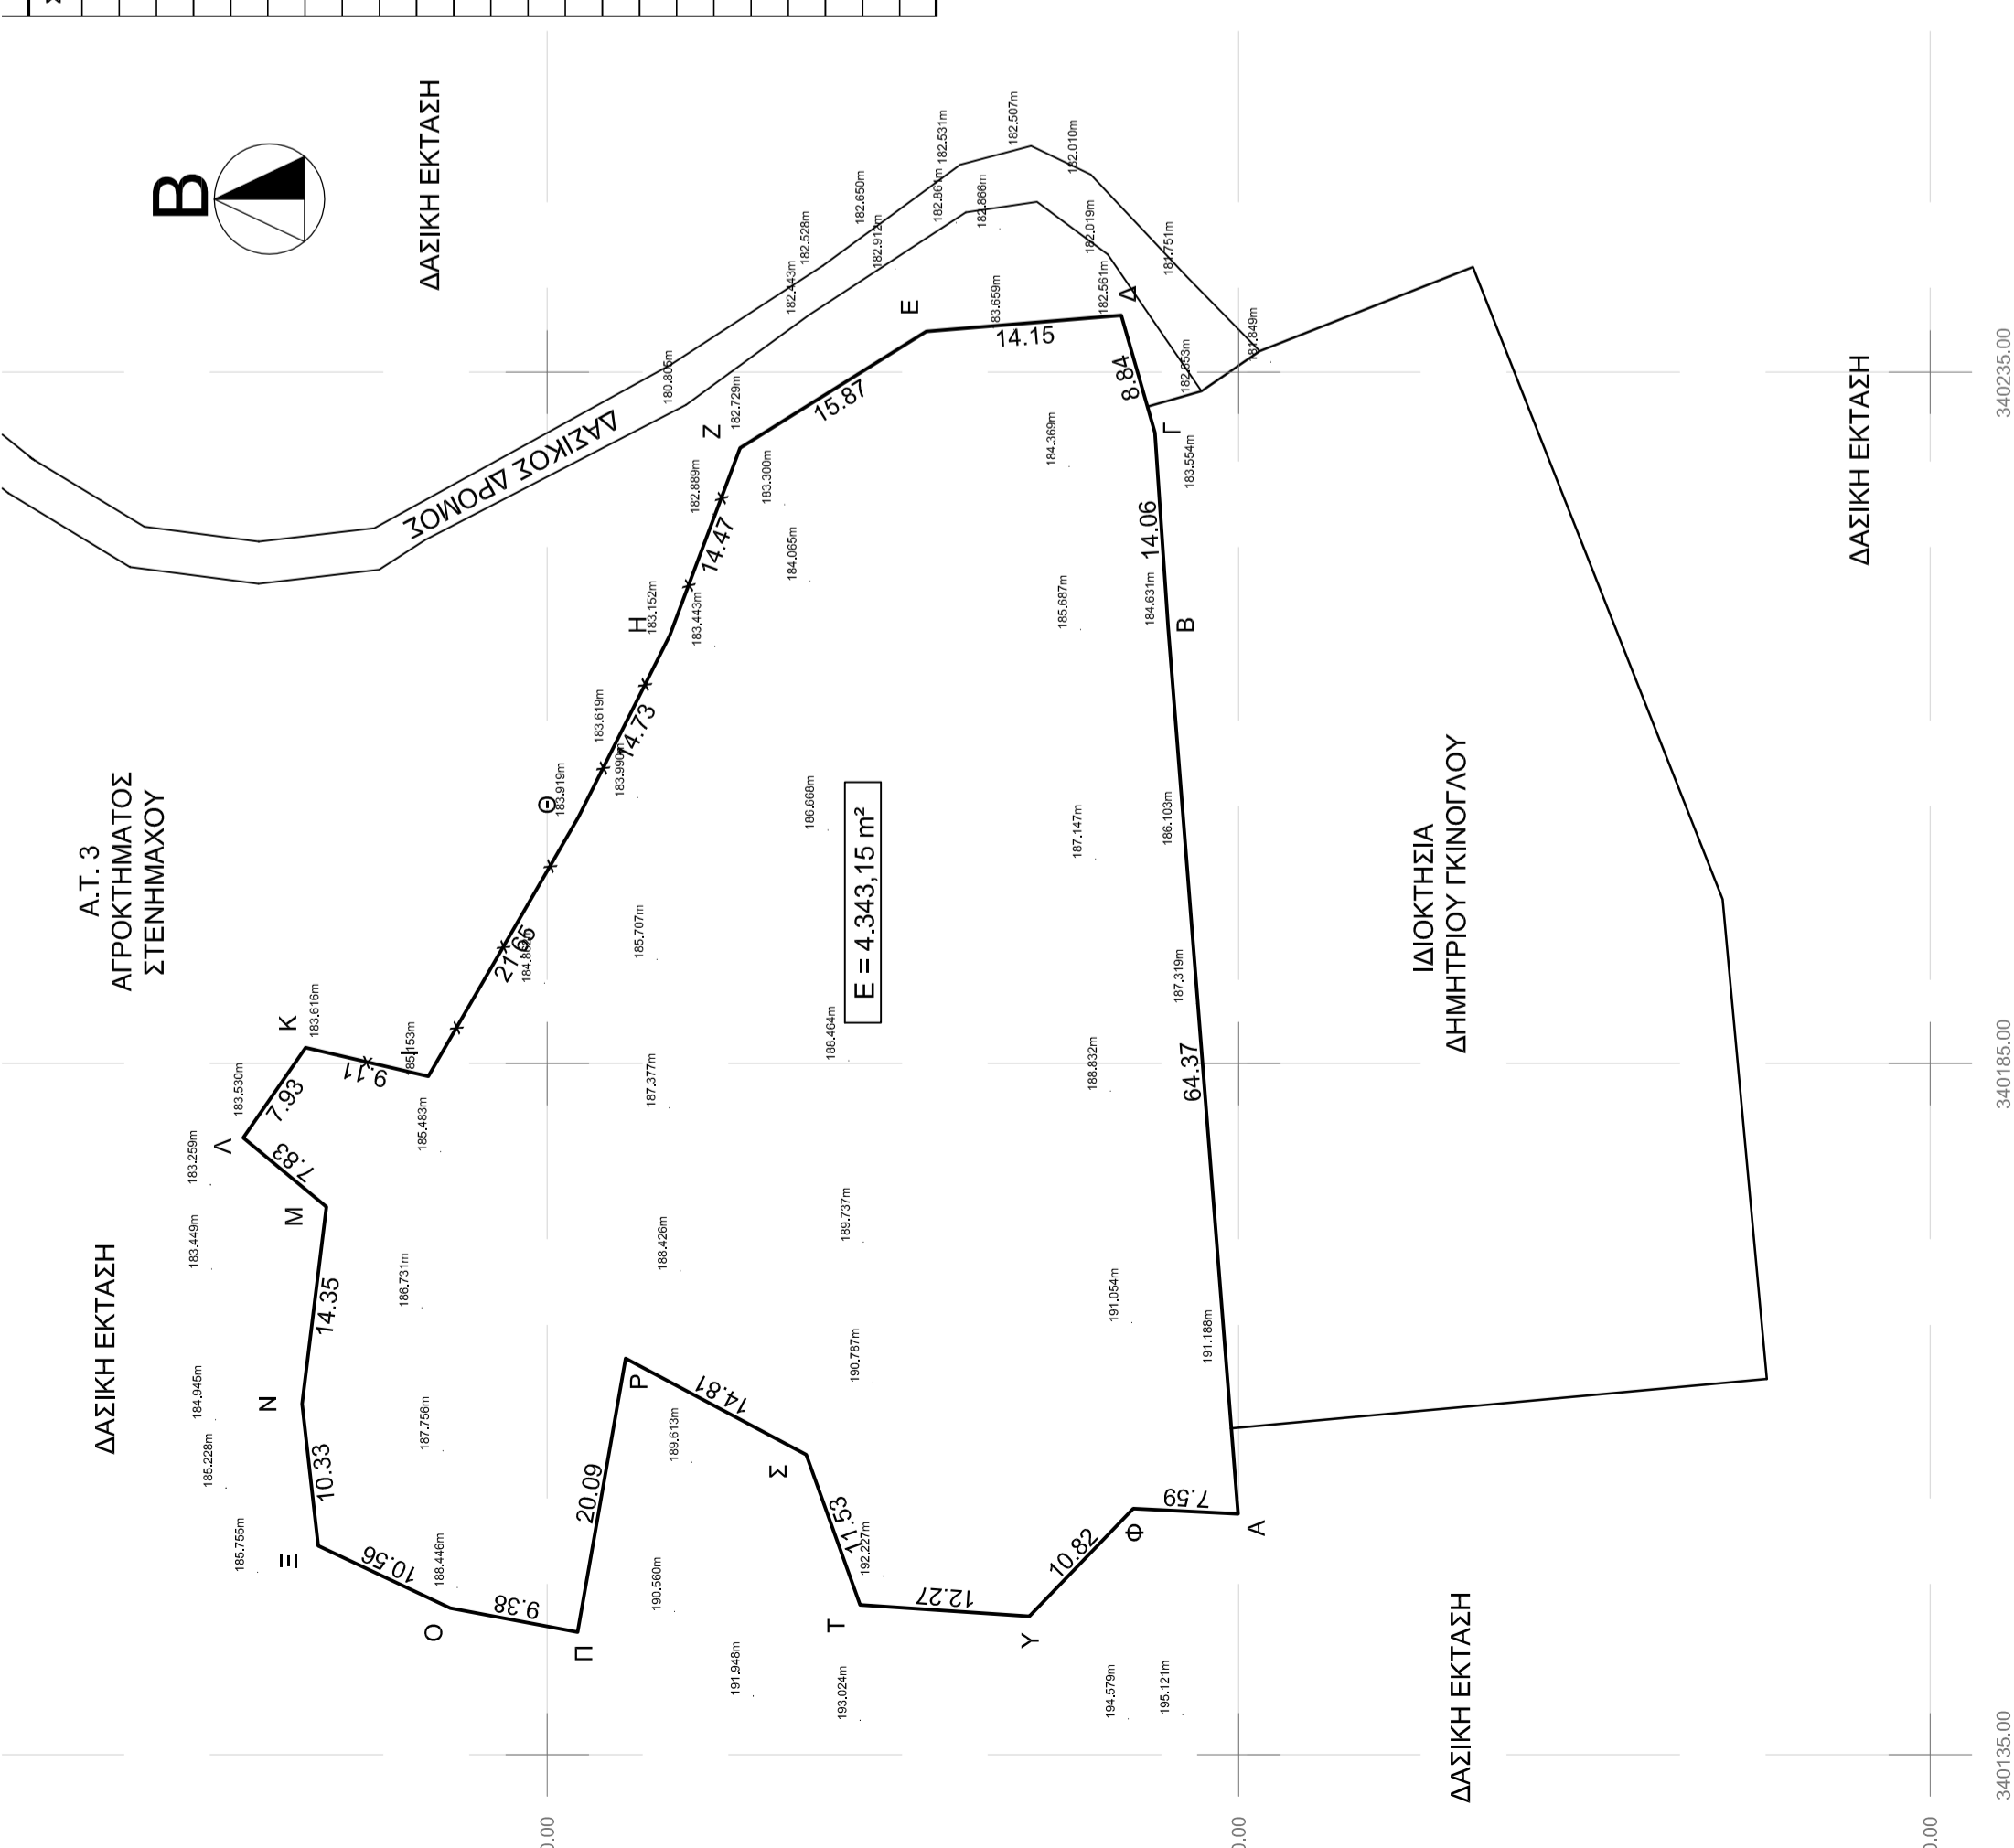 Β
ΔΑΣΙΚΗ ΕΚΤΑΣΗ
Α.Τ. 3
ΑΓΡΟΚΤΗΜΑΤΟΣ
ΣΤΕΝΗΜΑΧΟΥ
ΔΑΣΙΚΗ ΕΚΤΑΣΗ
ΔΑΣΙΚΟΣ ΔΡΟΜΟΣ
182.531m
182.507m
182.010m
182.650m
182.861m
182.866m
182.528m
182.912m
182.019m
181.751m
182.443m
183.659m
182.561m
181.849m
180.805m
182.729m
182.653m
182.889m
183.300m
184.369m
183.554m
184.065m
183.152m
183.443m
185.687m
184.631m
183.619m
183.990m
183.919m
186.668m
187.147m
186.103m
185.707m
187.319m
183.616m
185.153m
188.464m
187.377m
188.832m
183.530m
183.259m
185.483m
183.449m
186.731m
188.426m
189.737m
191.054m
191.188m
184.945m
185.228m
187.756m
190.787m
189.613m
185.755m
188.446m
190.560m
192.227m
191.948m
193.024m
194.579m
195.121m
Α
Β
Γ
Δ
Ε
Ζ
Η
Θ
Ι
Κ
Λ
Μ
Ν
Ξ
Ο
Π
Ρ
Σ
Τ
Υ
Φ
64.37
14.06
8.84
14.15
15.87
14.47
14.73
21.65
9.11
7.93
7.83
14.35
10.33
10.56
9.38
20.09
14.81
11.53
12.27
10.82
7.59
Ε = 4.343,15 m²
ΙΔΙΟΚΤΗΣΙΑ
ΔΗΜΗΤΡΙΟΥ ΓΚΙΝΟΓΛΟΥ
ΔΑΣΙΚΗ ΕΚΤΑΣΗ
ΔΑΣΙΚΗ ΕΚΤΑΣΗ
340235.00
340185.00
340135.00